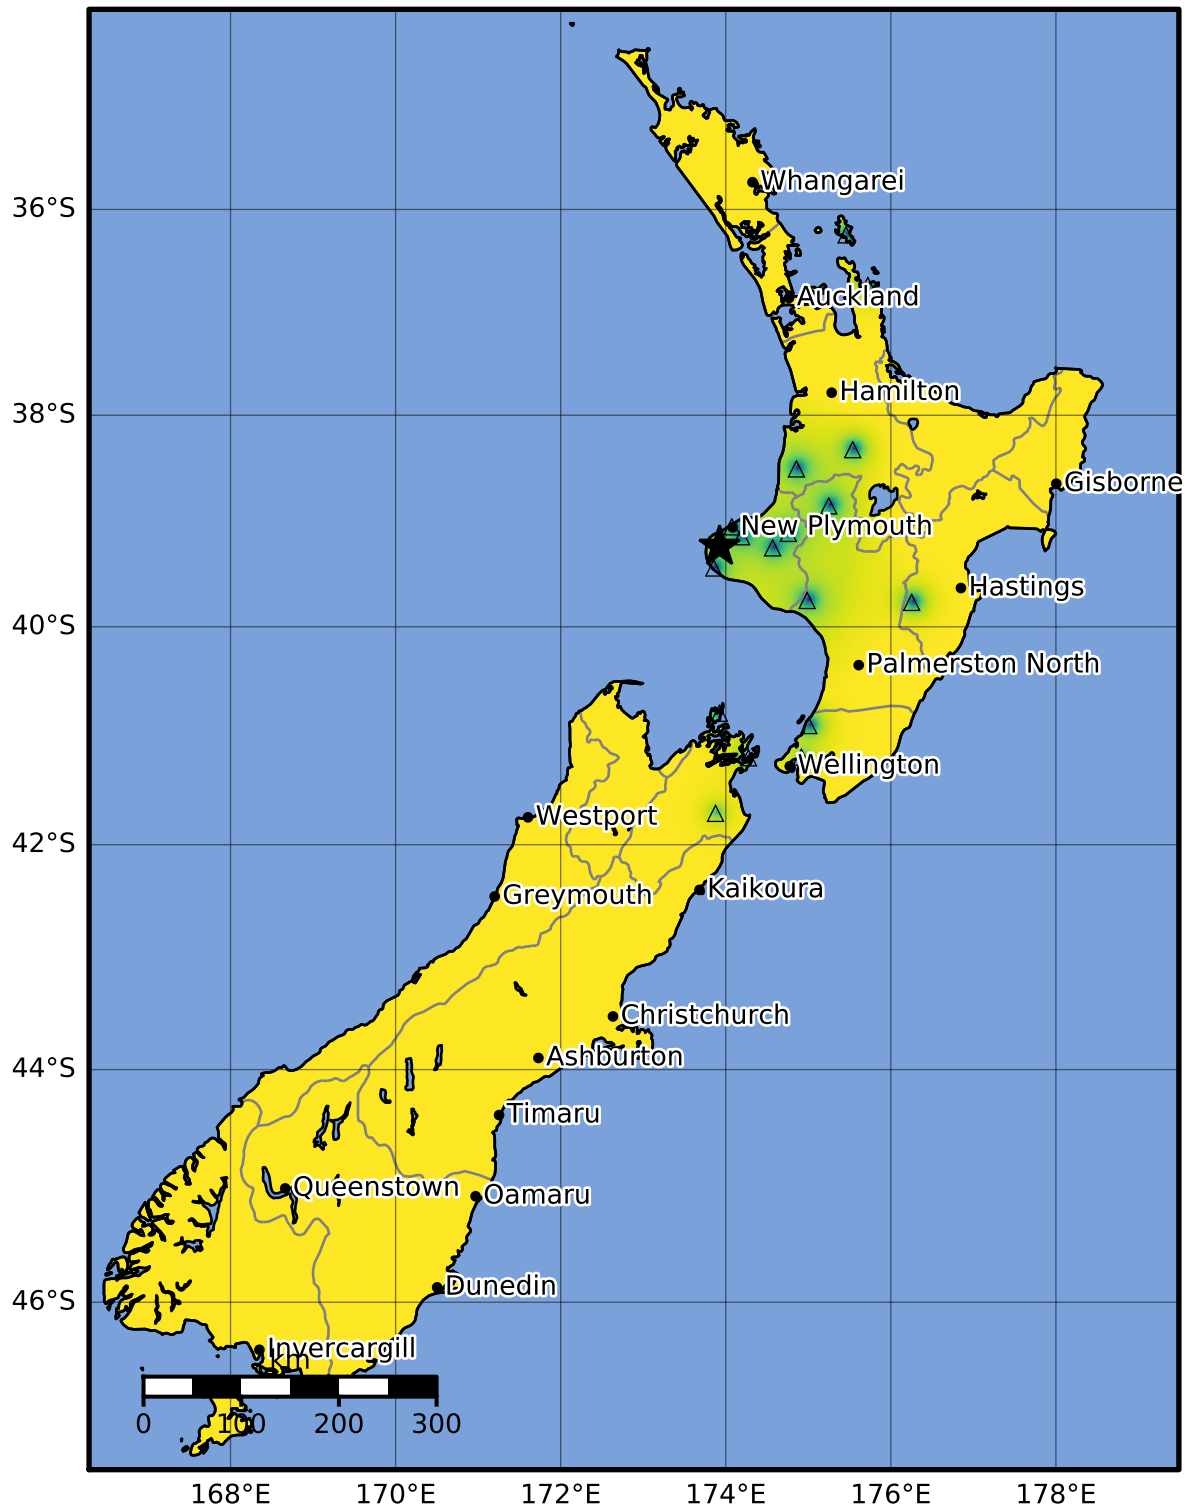 Whangarei
36°S
Auckland
Hamilton
38°S
Gisborne
New Plymouth
Hastings
40°S
Palmerston North
Wellington
Westport
42°S
Kaikoura
Greymouth
Christchurch
Ashburton
44°S
Timaru
Queenstown
Oamaru
Dunedin
46°S
Invercargill
km
0 100 200 300
168°E 170°E 172°E 174°E 176°E 178°E